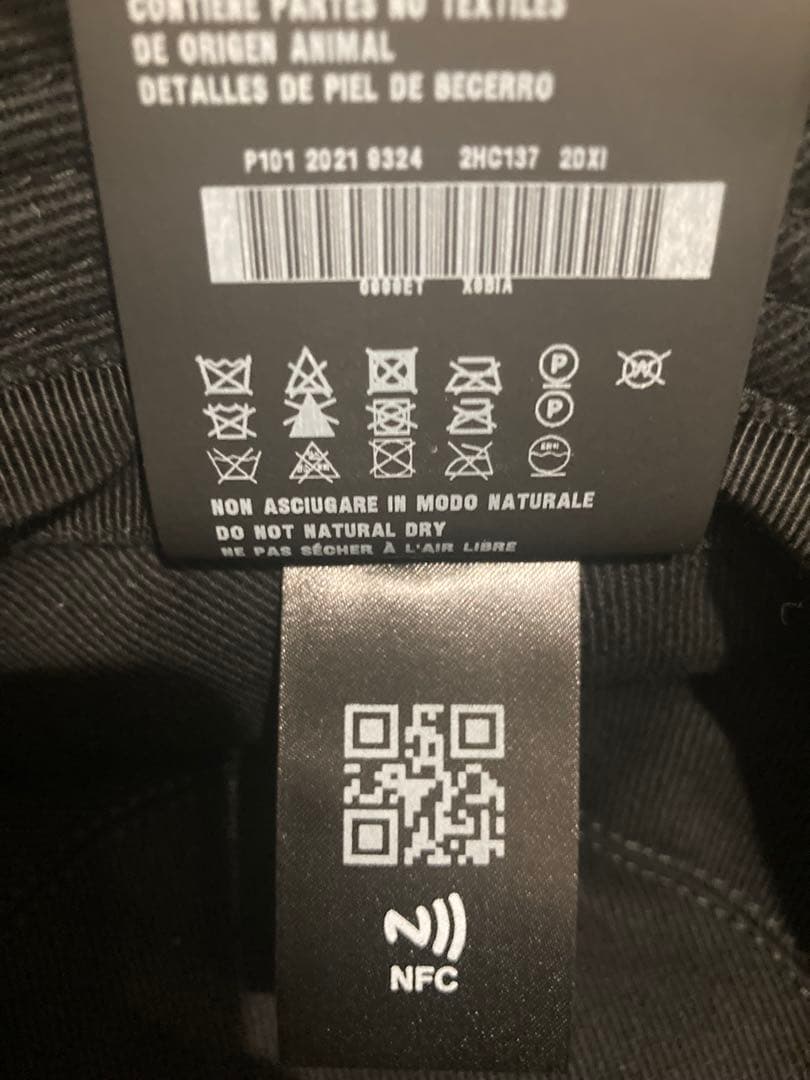 CONTIENE PARTES NO TEXTILES
DE ORIGEN ANIMAL
DETALLES DE PIEL DE BECERRO
P101 2021 9324 2HC137 2DXI
P W
P
NON ASCIUGARE IN MODO NATURALE
DO NOT NATURAL DRY
NE PAS SÉCHER À L'AIR LIBRE
NFC